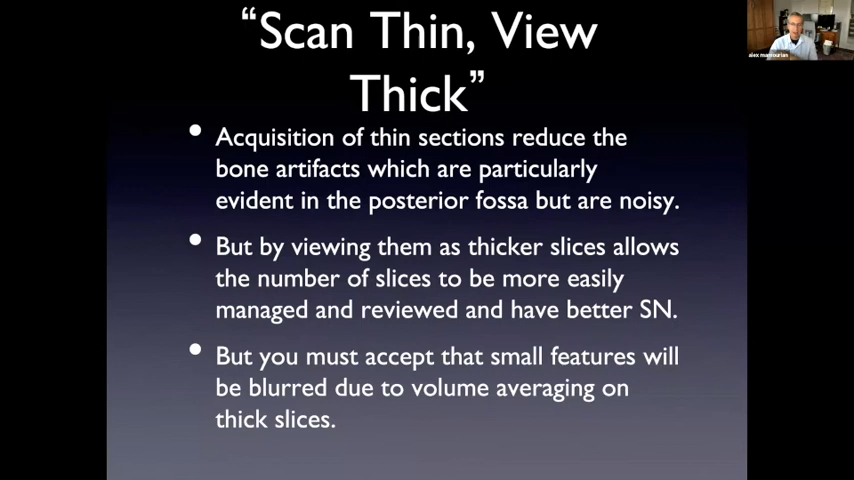 “Scan Thin, View
Thick”
• Acquisition of thin sections reduce the
bone artifacts which are particularly
evident in the posterior fossa but are noisy.
• But by viewing them as thicker slices allows
the number of slices to be more easily
managed and reviewed and have better SN.
• But you must accept that small features will
be blurred due to volume averaging on
thick slices.
alex mamourian